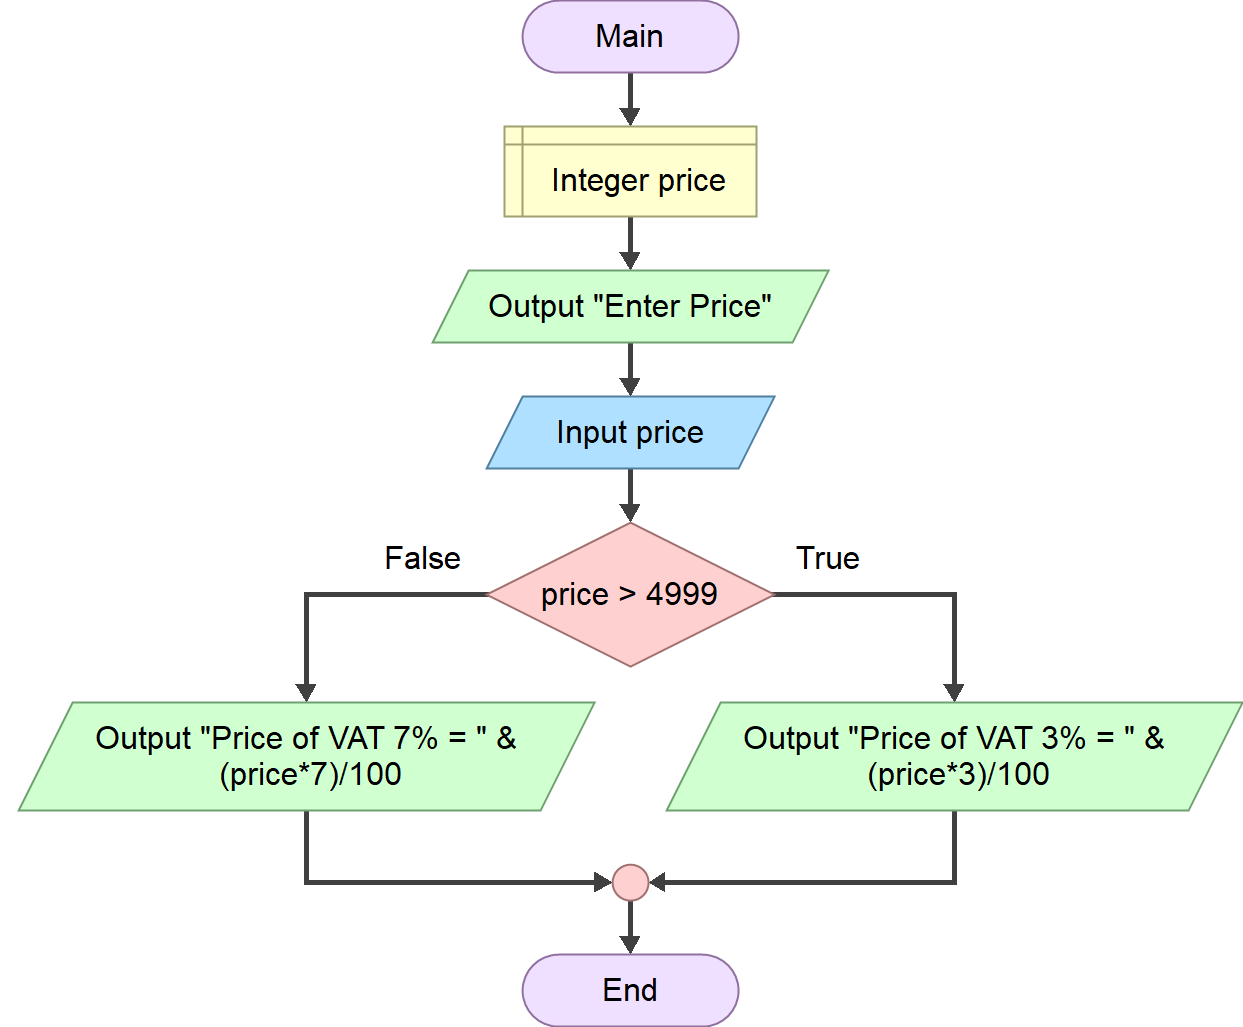 Main
Integer price
Output "Enter Price"
Input price
False
True
price > 4999
Output "Price of VAT 7% = " &
(price*7)/100
Output "Price of VAT 3% = " &
(price*3)/100
End